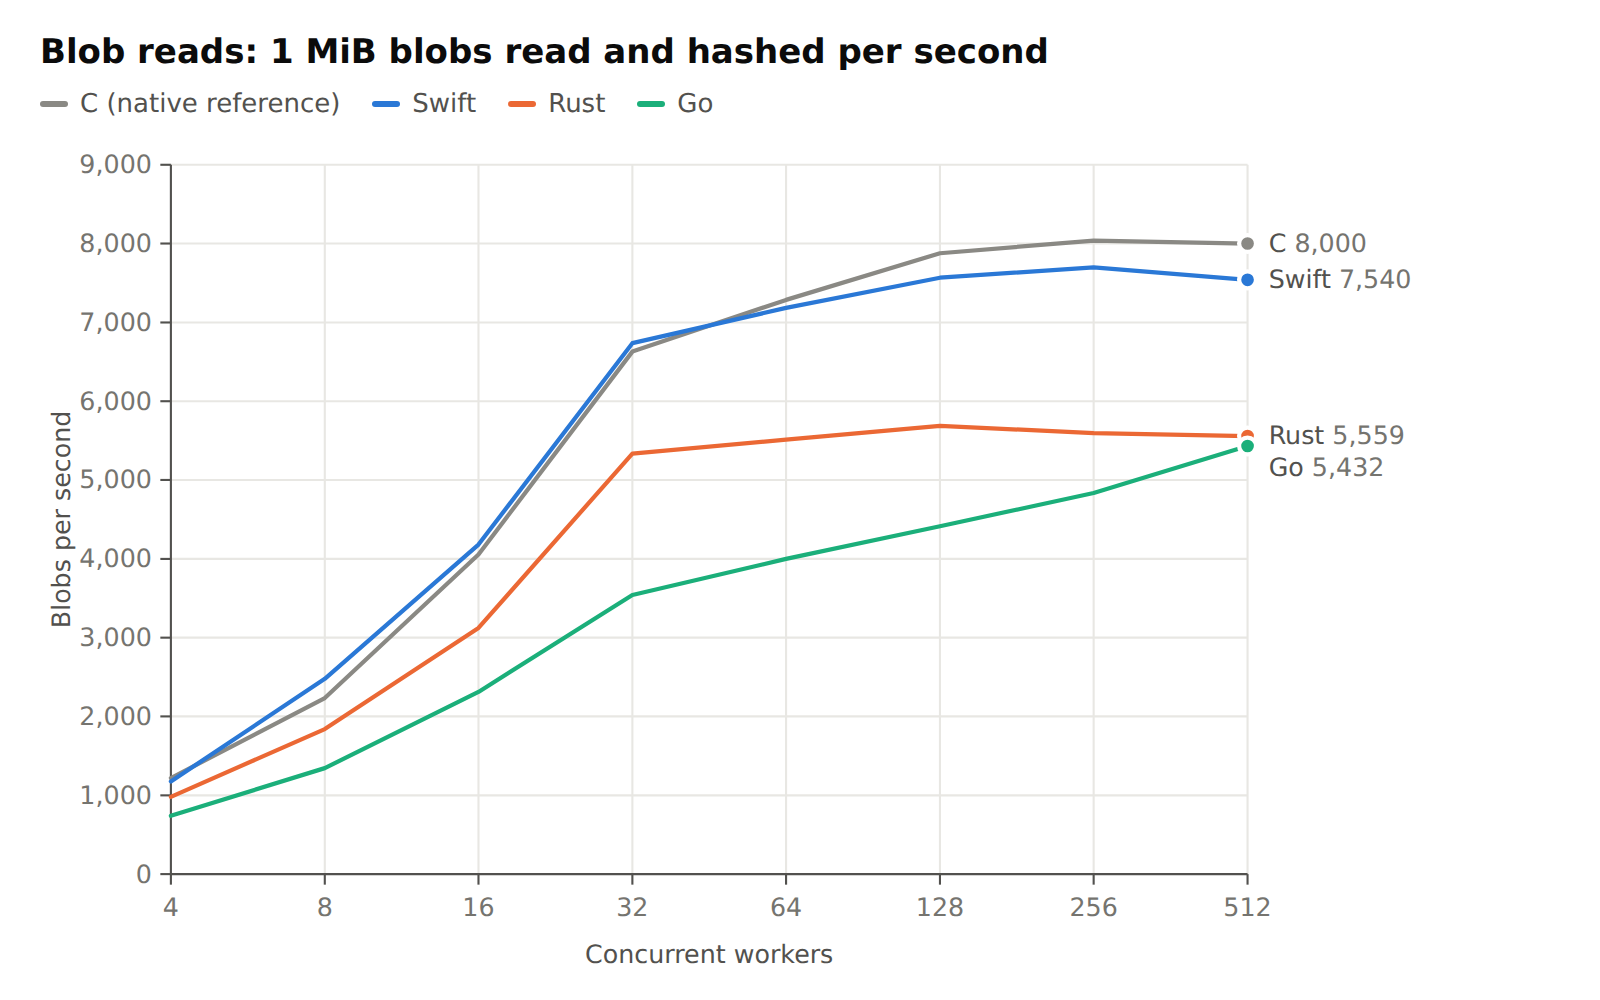 Blob reads: 1 MiB blobs read and hashed per second
C (native reference) Swift Rust Go
9,000
8,000
7,000
6,000
5,000
4,000
3,000
2,000
1,000
0
Blobs per second
C 8,000
Swift 7,540
Rust 5,559
Go 5,432
4 8 16 32 64 128 256 512
Concurrent workers